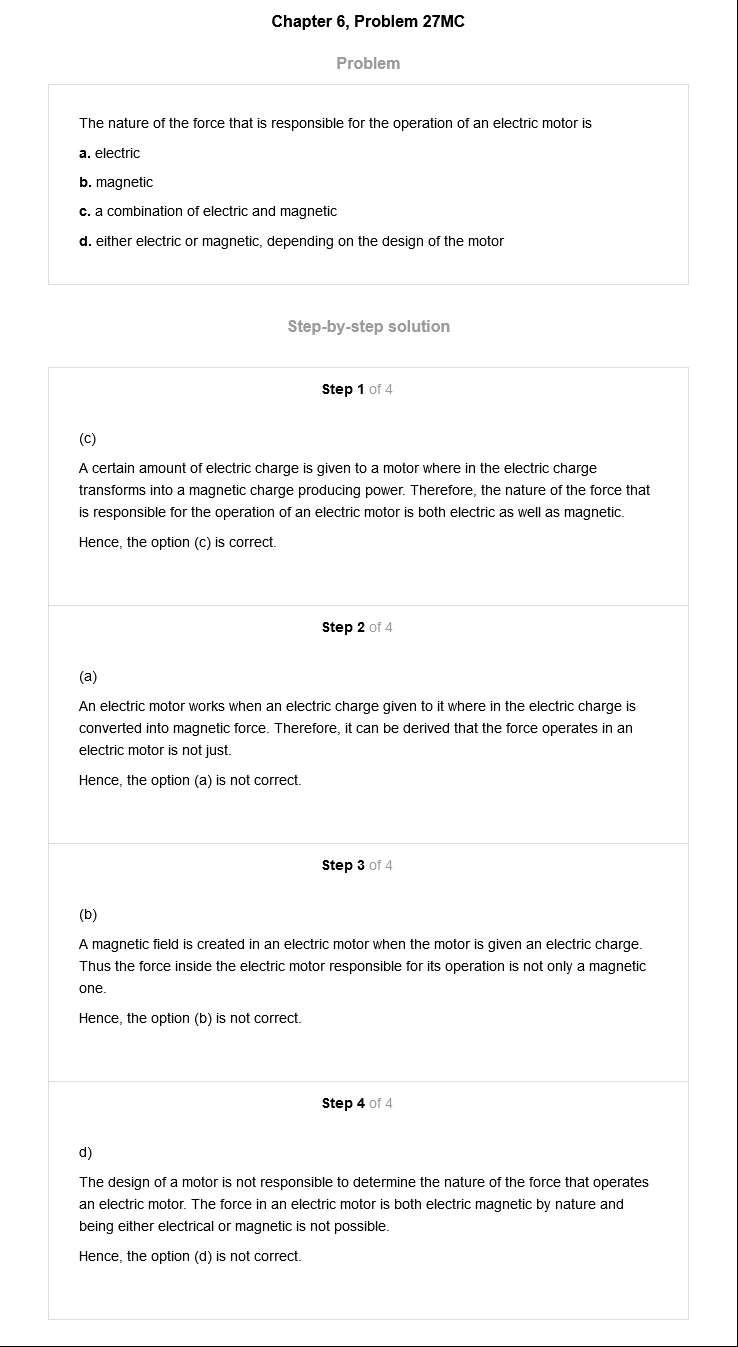 Chapter 6, Problem 27MC
Problem
The nature of the force that is responsible for the operation of an electric motor is
a. electric
b. magnetic
c. a combination of electric and magnetic
d. either electric or magnetic, depending on the design of the motor
Step-by-step solution
Step 1 of 4
(c)
A certain amount of electric charge is given to a motor where in the electric charge
transforms into a magnetic charge producing power. Therefore, the nature of the force that
is responsible for the operation of an electric motor is both electric as well as magnetic.
Hence, the option (c) is correct.
Step 2 of 4
(a)
An electric motor works when an electric charge given to it where in the electric charge is
converted into magnetic force. Therefore, it can be derived that the force operates in an
electric motor is not just.
Hence, the option (a) is not correct.
Step 3 of 4
(b)
A magnetic field is created in an electric motor when the motor is given an electric charge.
Thus the force inside the electric motor responsible for its operation is not only a magnetic
one.
Hence, the option (b) is not correct.
Step 4 of 4
d)
The design of a motor is not responsible to determine the nature of the force that operates
an electric motor. The force in an electric motor is both electric magnetic by nature and
being either electrical or magnetic is not possible.
Hence, the option (d) is not correct.